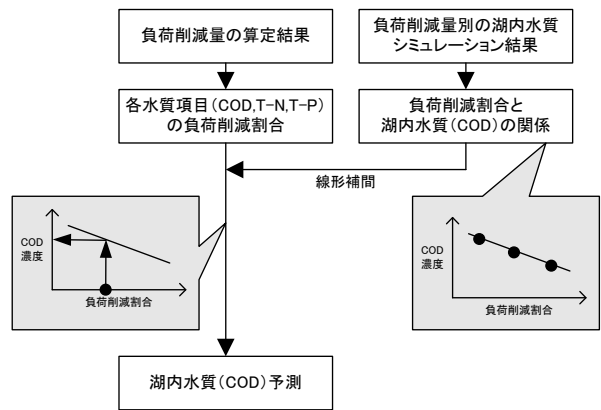 負荷削減量の算定結果
負荷削減量別の湖内水質
シミュレーション結果
各水質項目(COD,T-N,T-P)
の負荷削減割合
負荷削減割合と
湖内水質(COD)の関係
線形補間
COD
濃度
負荷削減割合
COD
濃度
負荷削減割合
湖内水質(COD)予測